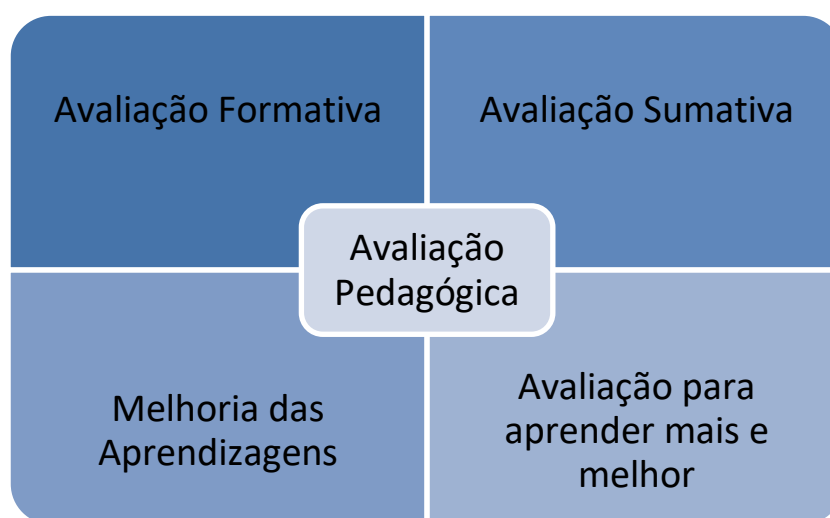 Avaliação Formativa
Avaliação Sumativa
Avaliação
Pedagógica
Melhoria das
Aprendizagens
Avaliação para
aprender mais e
melhor